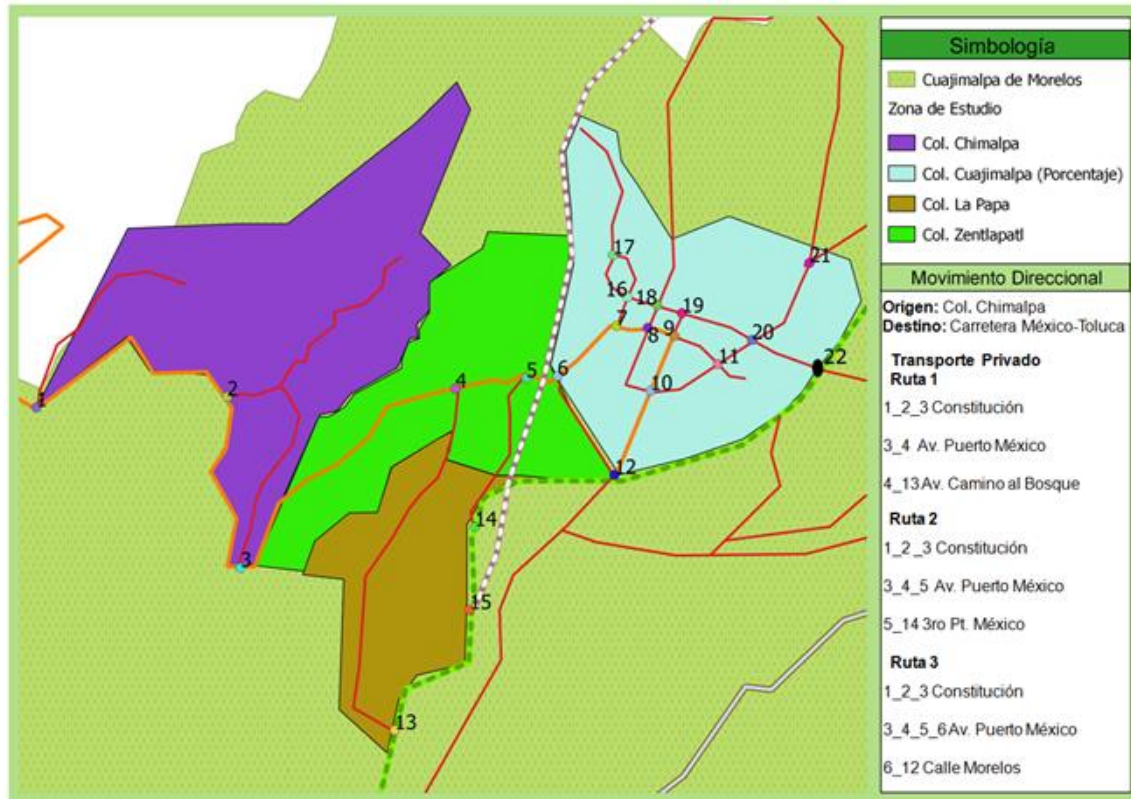 Simbología
Cuajimalpa de Morelos
Zona de Estudio
Col. Chimalpa
Col. Cuajimalpa (Porcentaje)
Col. La Papa
Col. Zentlapatl
Movimiento Direccional
Origen: Col. Chimalpa
Destino: Carretera México-Toluca
Transporte Privado
Ruta 1
1_2_3 Constitución
3_4 Av. Puerto México
4_13 Av. Camino al Bosque
Ruta 2
1_2_3 Constitución
3_4_5 Av. Puerto México
5_14 3ro Pt. México
Ruta 3
1_2_3 Constitución
3_4_5_6 Av. Puerto México
6_12 Calle Morelos
17
21
16
18
19
7
8
9
20
11
22
5
6
4
10
2
1
12
14
3
15
13